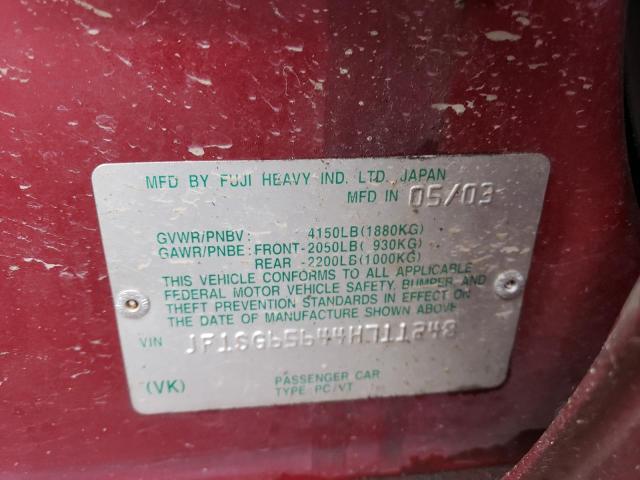 MFD BY FUJI HEAVY IND. LTD. JAPAN
MFD IN 05/03
GVWR/PNBV: 4150LB(1880KG)
GAWR/PNBE: FRONT-2050LB( 930KG)
REAR -2200LB(1000KG)
THIS VEHICLE CONFORMS TO ALL APPLICABLE
FEDERAL MOTOR VEHICLE SAFETY, BUMPER AND
THEFT PREVENTION STANDARDS IN EFFECT ON
THE DATE OF MANUFACTURE SHOWN ABOVE
VIN
(VK)
PASSENGER CAR
TYPE PC/VT